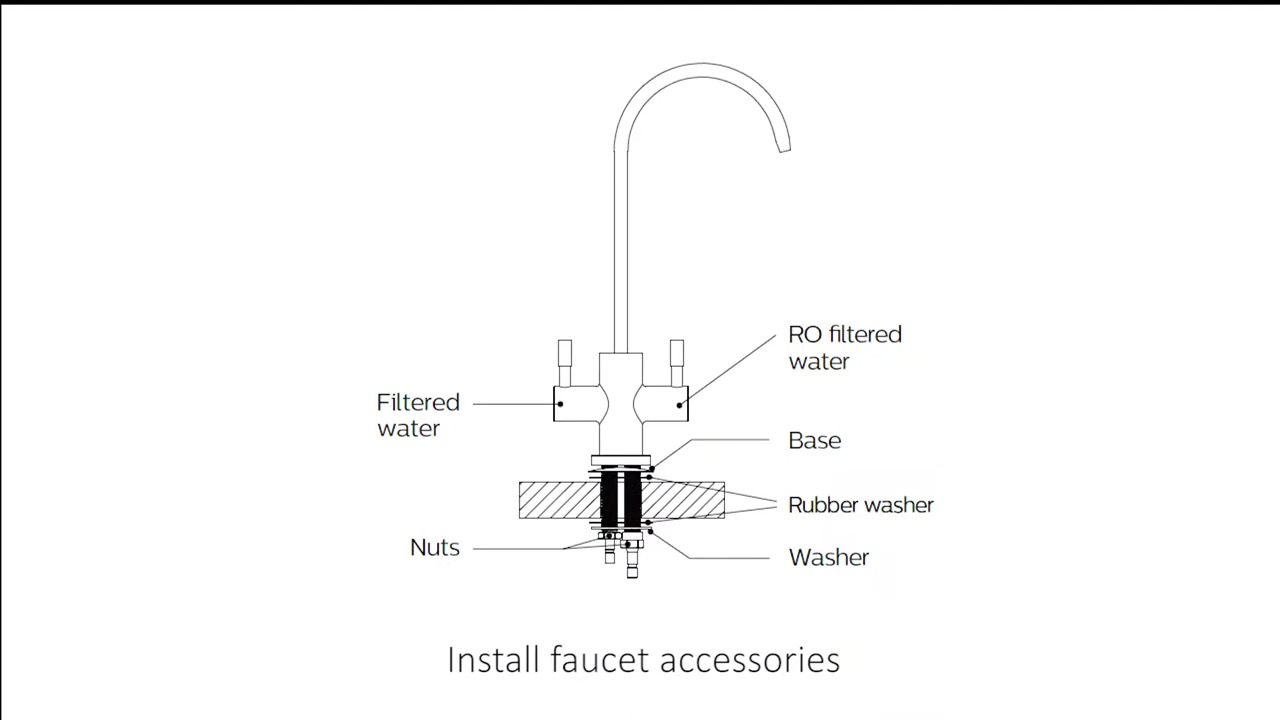 RO filtered
water
Filtered
water
Base
Rubber washer
Nuts
Washer
Install faucet accessories